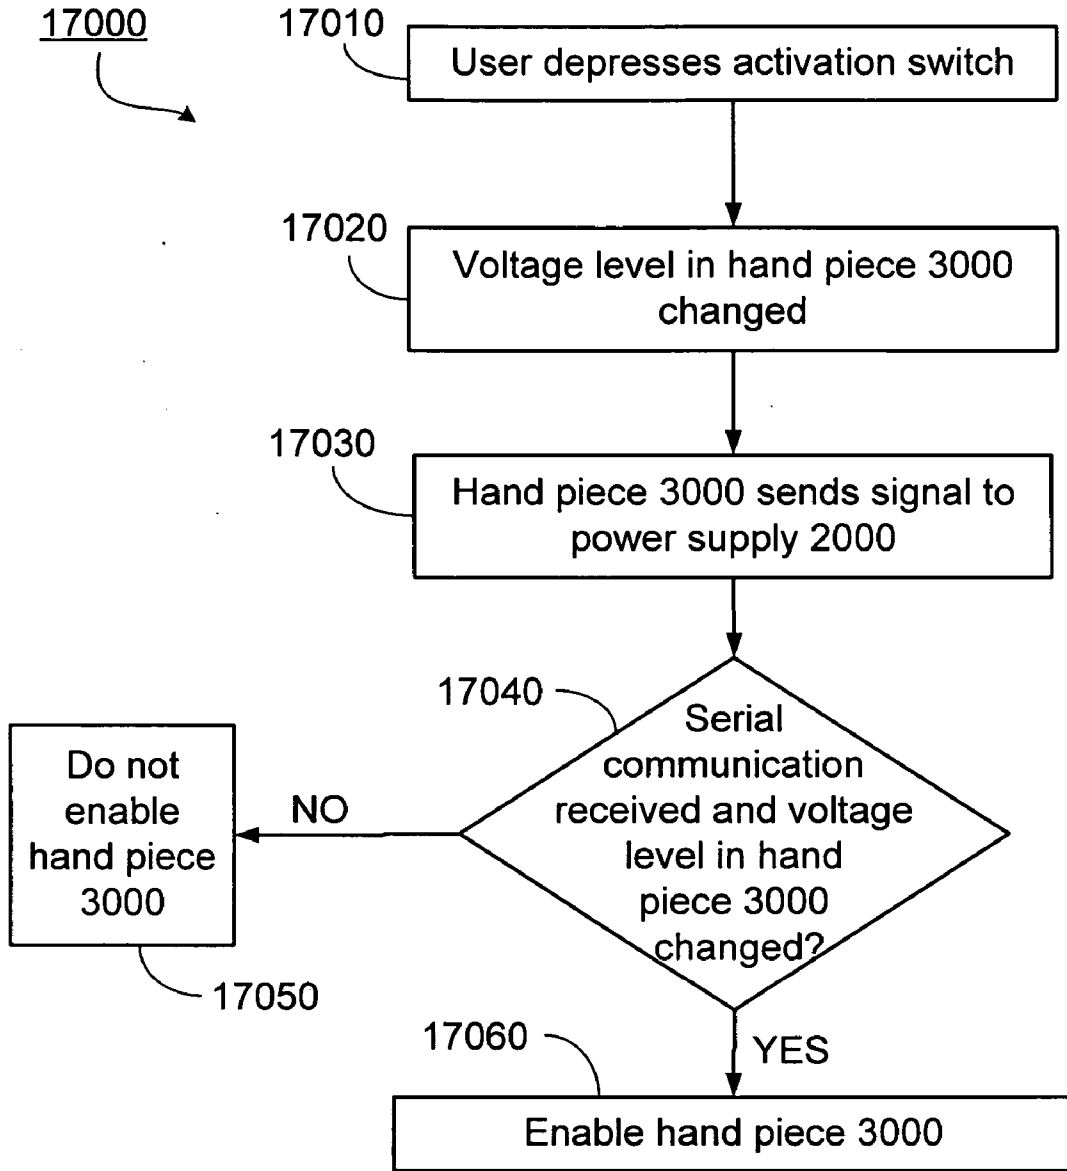 17000
17010
User depresses activation switch
17020
Voltage level in hand piece 3000
changed
17030
Hand piece 3000 sends signal to
power supply 2000
17040
Serial
communication
received and voltage
level in hand
piece 3000
changed?
NO
Do not
enable
hand piece
3000
17050
YES
17060
Enable hand piece 3000